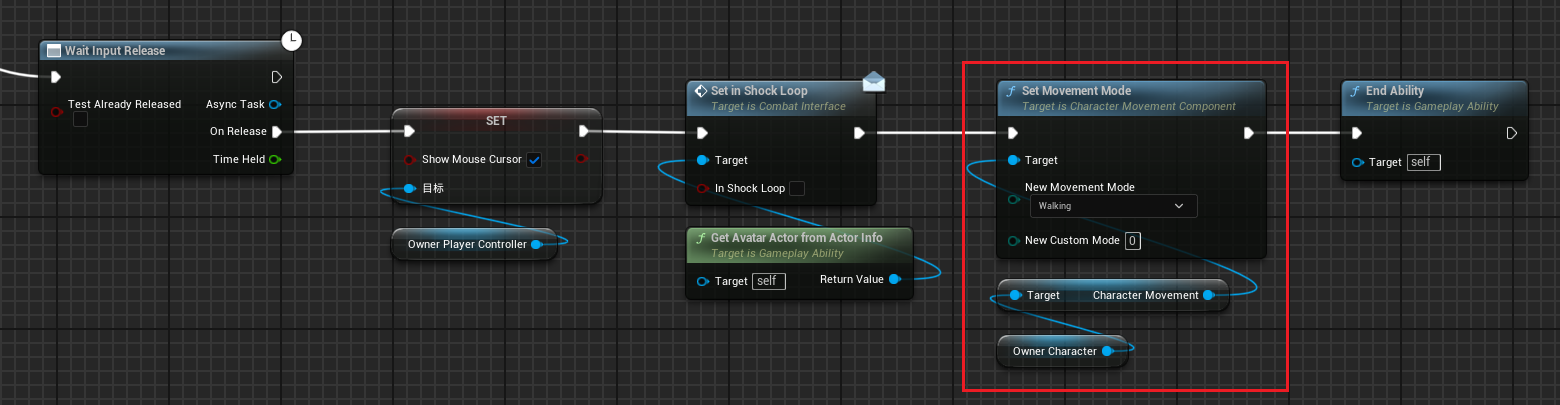 Wait Input Release
Test Already Released
Async Task
On Release
Time Held
SET
Show Mouse Cursor
目标
Owner Player Controller
Set in Shock Loop
Target is Combat Interface
Target
In Shock Loop
Get Avatar Actor from Actor Info
Target is Gameplay Ability
Target self
Return Value
Set Movement Mode
Target is Character Movement Component
Target
New Movement Mode
Walking
New Custom Mode 0
Target
Character Movement
Owner Character
End Ability
Target is Gameplay Ability
Target self